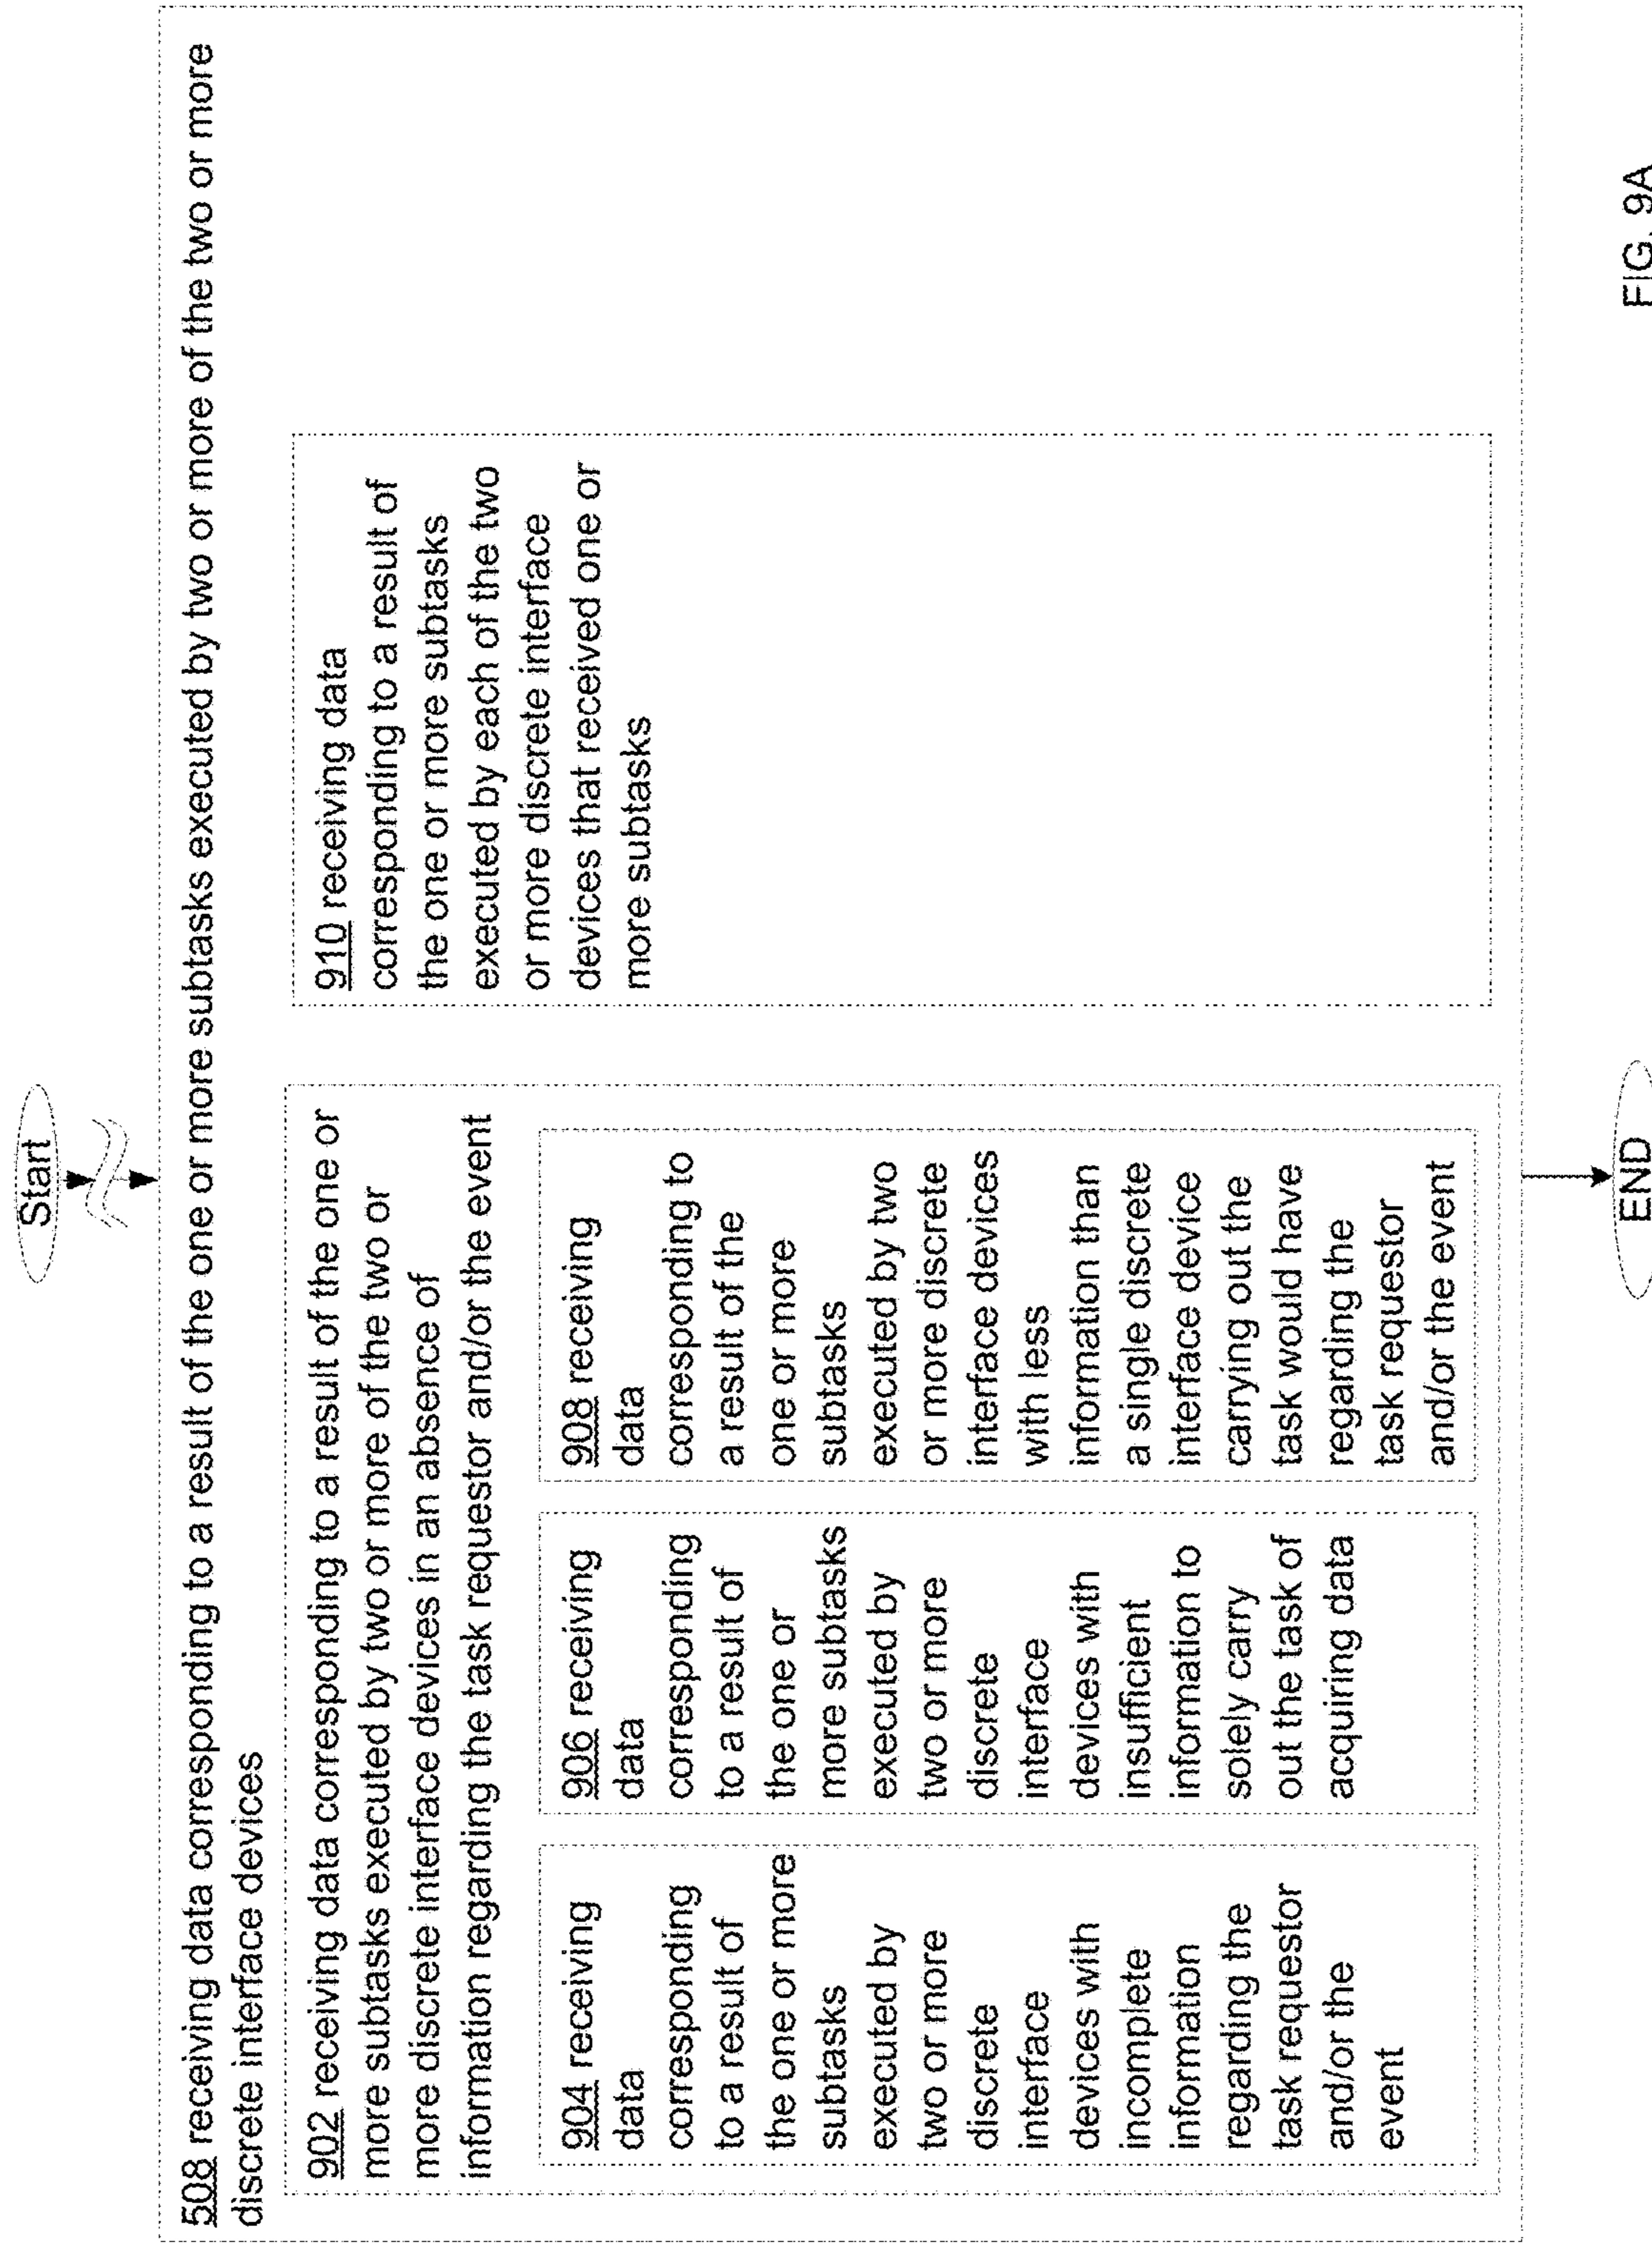 Start
508 receiving data corresponding to a result of the one or more subtasks executed by two or more of the two or more
discrete interface devices
902 receiving data corresponding to a result of the one or
more subtasks executed by two or more of the two or
more discrete interface devices in an absence of
information regarding the task requestor and/or the event
904 receiving
data
corresponding
to a result of
the one or more
subtasks
executed by
two or more
discrete
interface
devices with
incomplete
information
regarding the
task requestor
and/or the
event
906 receiving
data
corresponding
to a result of
the one or
more subtasks
executed by
two or more
discrete
interface
devices with
insufficient
information to
solely carry
out the task of
acquiring data
908 receiving
data
corresponding to
a result of the
one or more
subtasks
executed by two
or more discrete
interface devices
with less
information than
a single discrete
interface device
carrying out the
task would have
regarding the
task requestor
and/or the event
910 receiving data
corresponding to a result of
the one or more subtasks
executed by each of the two
or more discrete interface
devices that received one or
more subtasks
END
FIG. 9A